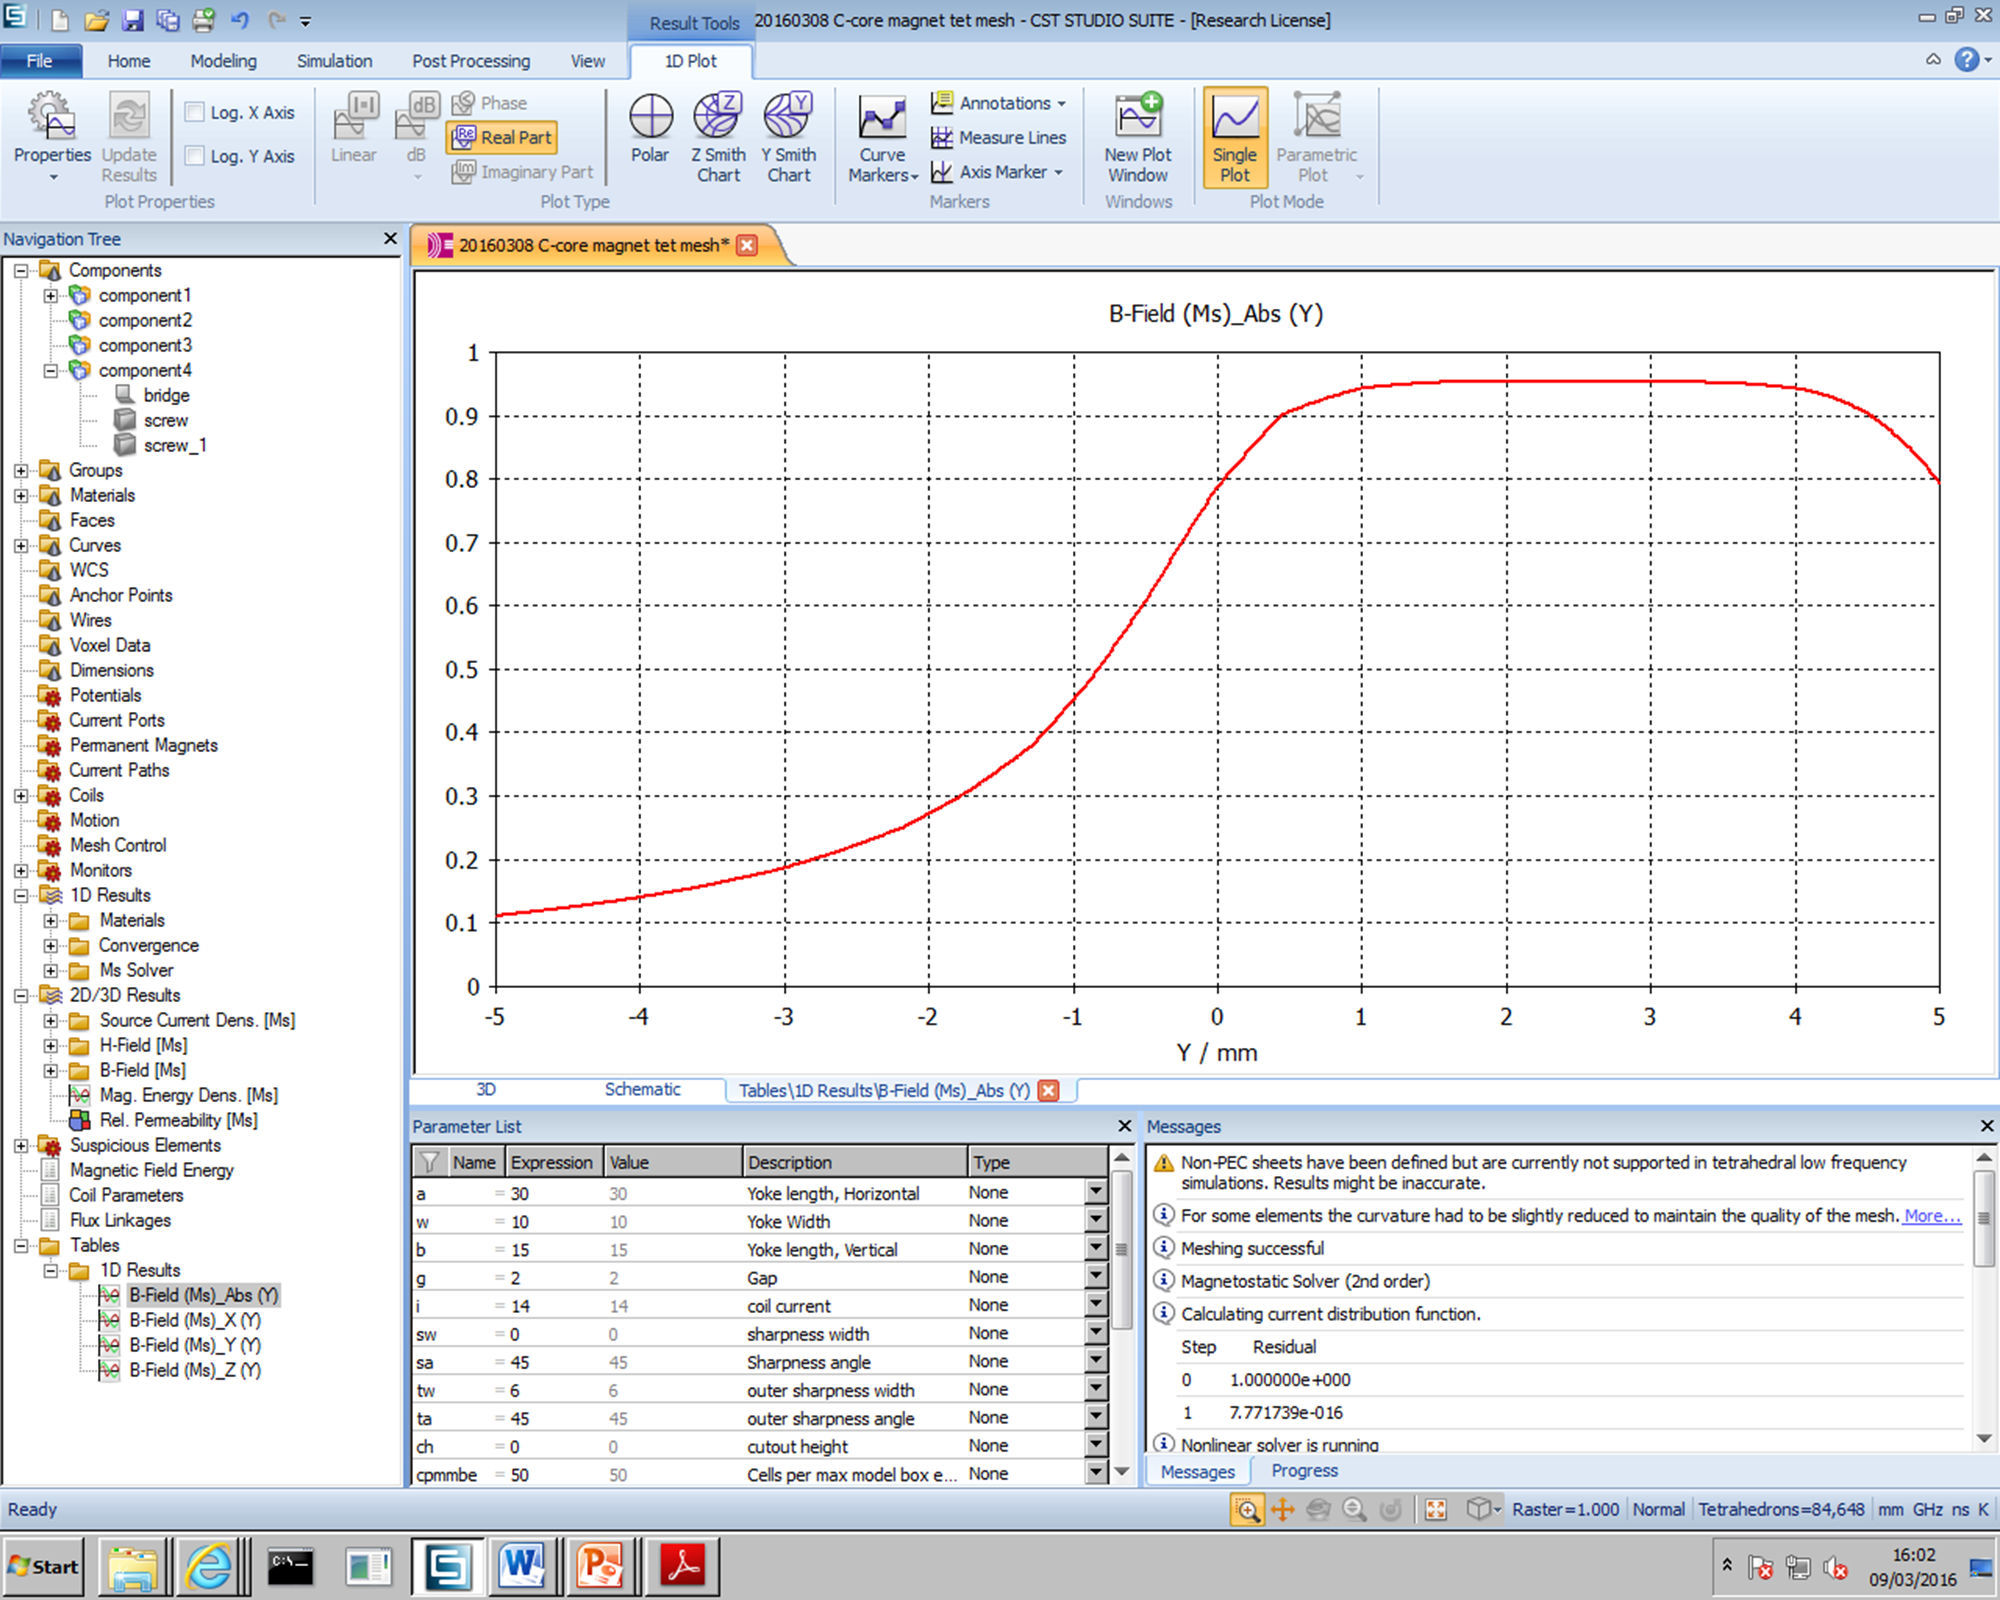 Result Tools
20160308 C-core magnet tet mesh - CST STUDIO SUITE - [Research License]
File Home Modeling Simulation Post Processing View 1D Plot
Properties
Update Results
Log. X Axis
Log. Y Axis
Plot Properties
Linear
dB
Phase
Real Part
Imaginary Part
Plot Type
Polar
Z Smith Chart
Y Smith Chart
Curve Markers
Annotations
Measure Lines
Axis Marker
Markers
New Plot Window
Windows
Single Plot
Parametric Plot
Plot Mode
Navigation Tree
Components
component1
component2
component3
component4
bridge
screw
screw_1
Groups
Materials
Faces
Curves
WCS
Anchor Points
Wires
Voxel Data
Dimensions
Potentials
Current Ports
Permanent Magnets
Current Paths
Coils
Motion
Mesh Control
Monitors
1D Results
Materials
Convergence
Ms Solver
2D/3D Results
Source Current Dens. [Ms]
H-Field [Ms]
B-Field [Ms]
Mag. Energy Dens. [Ms]
Rel. Permeability [Ms]
Suspicious Elements
Magnetic Field Energy
Coil Parameters
Flux Linkages
Tables
1D Results
B-Field (Ms)_Abs (Y)
B-Field (Ms)_X (Y)
B-Field (Ms)_Y (Y)
B-Field (Ms)_Z (Y)
20160308 C-core magnet tet mesh*
B-Field (Ms)_Abs (Y)
1
0.9
0.8
0.7
0.6
0.5
0.4
0.3
0.2
0.1
0
-5 -4 -3 -2 -1 0 1 2 3 4 5
Y / mm
3D Schematic Tables\1D Results\B-Field (Ms)_Abs (Y)
Parameter List
Name Expression Value Description Type
a = 30 30 Yoke length, Horizontal None
w = 10 10 Yoke Width None
b = 15 15 Yoke length, Vertical None
g = 2 2 Gap None
i = 14 14 coil current None
sw = 0 0 sharpness width None
sa = 45 45 Sharpness angle None
tw = 6 6 outer sharpness width None
ta = 45 45 outer sharpness angle None
ch = 0 0 cutout height None
cpmmbe = 50 50 Cells per max model box e... None
Messages
Non-PEC sheets have been defined but are currently not supported in tetrahedral low frequency
simulations. Results might be inaccurate.
For some elements the curvature had to be slightly reduced to maintain the quality of the mesh. More...
Meshing successful
Magnetostatic Solver (2nd order)
Calculating current distribution function.
Step Residual
0 1.000000e+000
1 7.771739e-016
Nonlinear solver is running
Messages Progress
Ready
Raster=1.000 Normal Tetrahedrons=84,648 mm GHz ns K
Start
C:\
16:02
09/03/2016